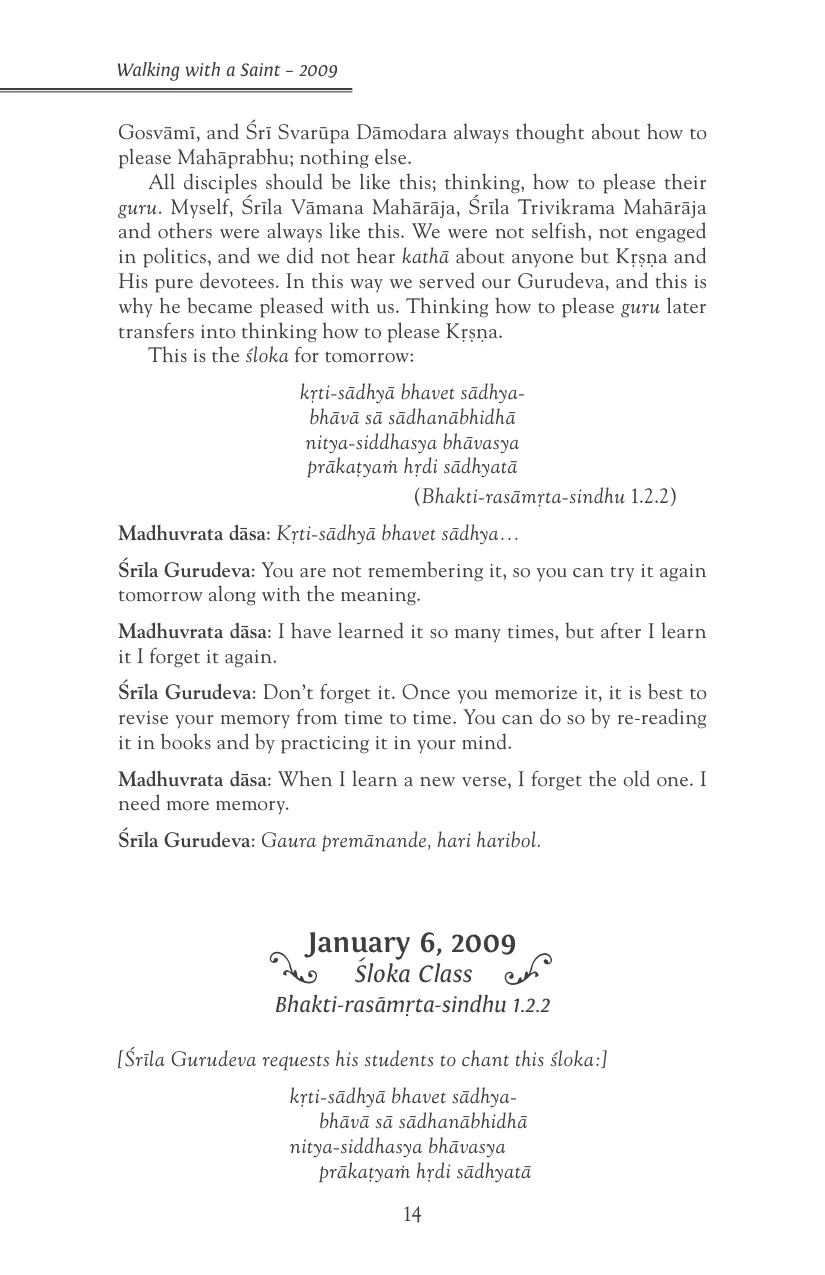 Walking with a Saint – 2009
Gosvāmī, and Śrī Svarūpa Dāmodara always thought about how to
please Mahāprabhu; nothing else.
All disciples should be like this; thinking, how to please their
guru. Myself, Śrīla Vāmana Mahārāja, Śrīla Trivikrama Mahārāja
and others were always like this. We were not selfish, not engaged
in politics, and we did not hear kathā about anyone but Kṛṣṇa and
His pure devotees. In this way we served our Gurudeva, and this is
why he became pleased with us. Thinking how to please guru later
transfers into thinking how to please Kṛṣṇa.
This is the śloka for tomorrow:
kṛti-sādhyā bhavet sādhya-
bhāvā sā sādhanābhidhā
nitya-siddhasya bhāvasya
prākaṭyaṁ hṛdi sādhyatā
(Bhakti-rasāmṛta-sindhu 1.2.2)
Madhuvrata dāsa: Kṛti-sādhyā bhavet sādhya…
Śrīla Gurudeva: You are not remembering it, so you can try it again
tomorrow along with the meaning.
Madhuvrata dāsa: I have learned it so many times, but after I learn
it I forget it again.
Śrīla Gurudeva: Don’t forget it. Once you memorize it, it is best to
revise your memory from time to time. You can do so by re-reading
it in books and by practicing it in your mind.
Madhuvrata dāsa: When I learn a new verse, I forget the old one. I
need more memory.
Śrīla Gurudeva: Gaura premānande, hari haribol.
January 6, 2009
Śloka Class
Bhakti-rasāmṛta-sindhu 1.2.2
[Śrīla Gurudeva requests his students to chant this śloka:]
kṛti-sādhyā bhavet sādhya-
bhāvā sā sādhanābhidhā
nitya-siddhasya bhāvasya
prākaṭyaṁ hṛdi sādhyatā
14